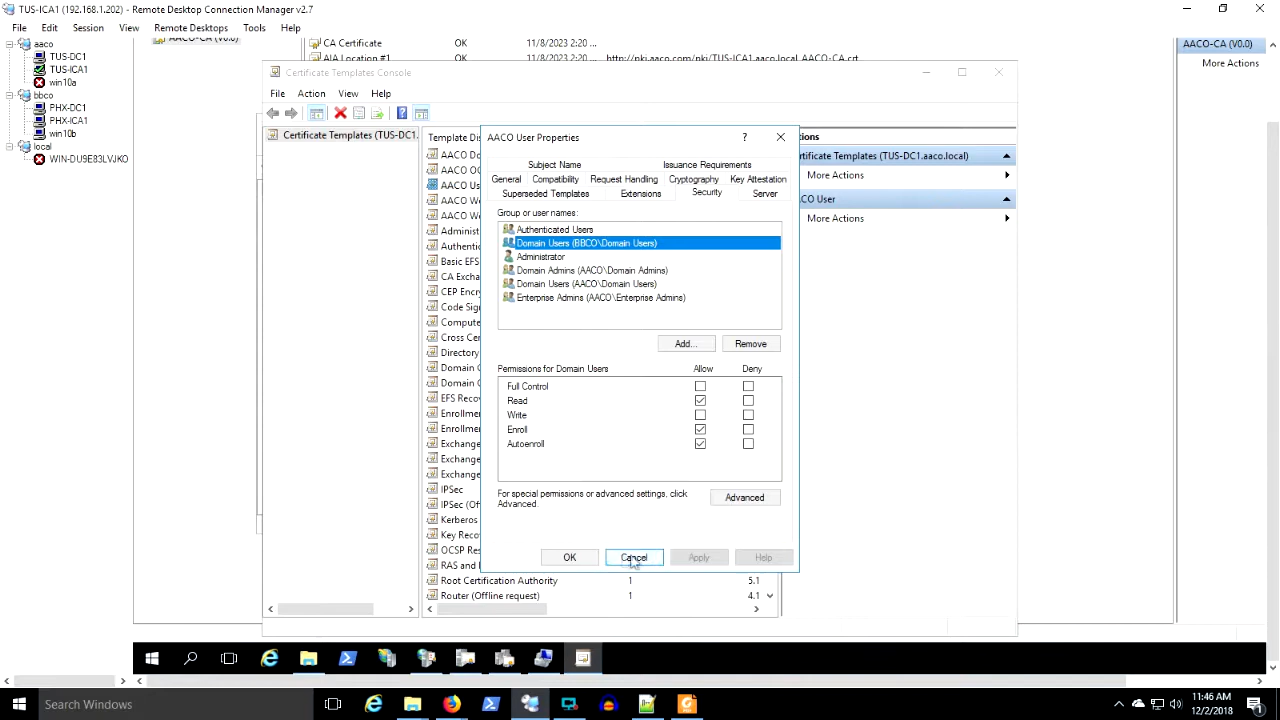 TUS-ICA1 (192.168.1.202) - Remote Desktop Connection Manager v2.7
File Edit Session View Remote Desktops Tools Help
aaco
TUS-DC1
TUS-ICA1
win10a
bbco
PHX-DC1
PHX-ICA1
win10b
local
WIN-DU9E83LVJKO
AACO-CA (V0.0)
CA Certificate OK 11/8/2023 2:20 ...
AIA Location #1 OK 11/8/2023 2:20 ... http://pki.aaco.com/pki/TUS-ICA1.aaco.local_AACO-CA.crt
AACO-CA (V0.0)
More Actions
Certificate Templates Console
File Action View Help
Certificate Templates (TUS-DC1.
Template Dis
AACO Do
AACO OC
AACO Us
AACO W
AACO W
Administ
Authentic
Basic EFS
CA Excha
CEP Encry
Code Sig
Compute
Cross Cer
Directory
Domain C
Domain C
EFS Reco
Enrollme
Enrollme
Exchange
Exchange
Exchange
IPSec
IPSec (Of
Kerberos
Key Reco
OCSP Res
RAS and I
Root Certification Authority 1 5.1
Router (Offline request) 1 4.1
AACO User Properties
?
Subject Name Issuance Requirements
General Compatibility Request Handling Cryptography Key Attestation
Superseded Templates Extensions Security Server
Group or user names:
Authenticated Users
Domain Users (BBCO\Domain Users)
Administrator
Domain Admins (AACO\Domain Admins)
Domain Users (AACO\Domain Users)
Enterprise Admins (AACO\Enterprise Admins)
Add... Remove
Permissions for Domain Users Allow Deny
Full Control
Read
Write
Enroll
Autoenroll
For special permissions or advanced settings, click
Advanced.
Advanced
OK Cancel Apply Help
ions
rtificate Templates (TUS-DC1.aaco.local)
More Actions
CO User
More Actions
Search Windows
11:46 AM
12/2/2018